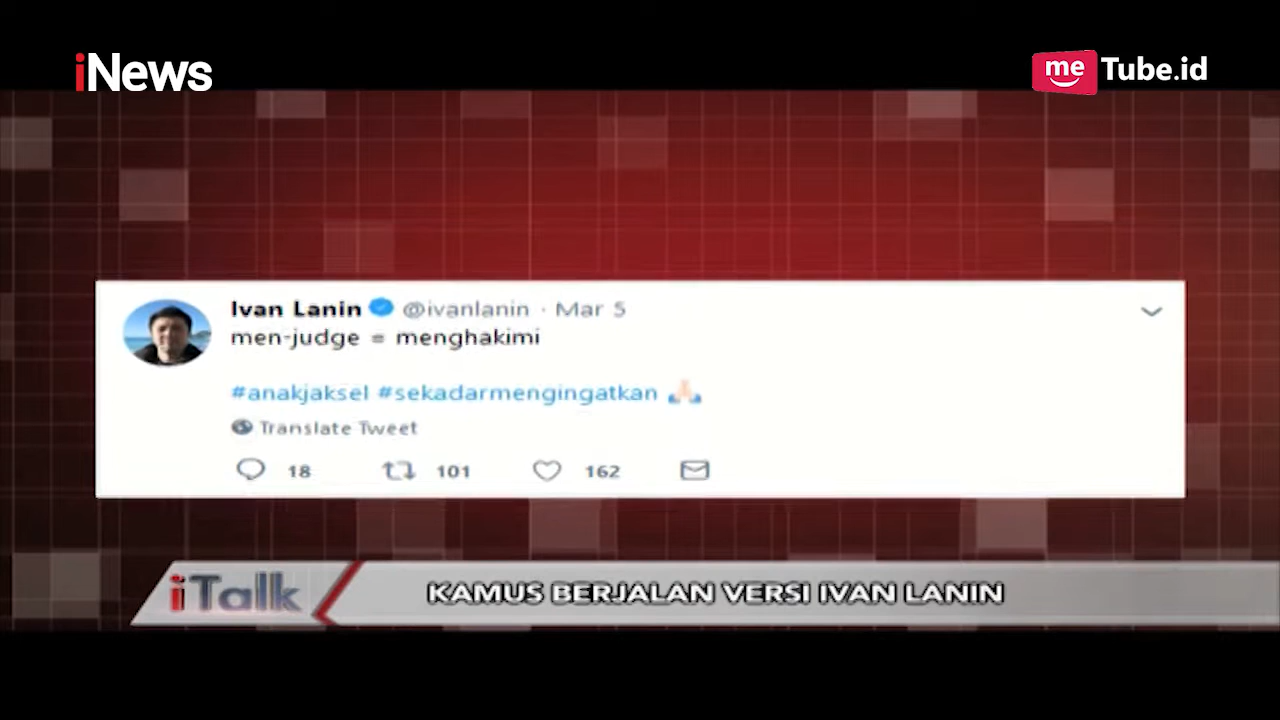 iNews
me Tube.id
Ivan Lanin @ivanlanin · Mar 5
men-judge = menghakimi
#anakjaksel #sekadarmengingatkan 🙏🏻
Translate Tweet
18 101 162
iTalk
KAMUS BERJALAN VERSI IVAN LANIN